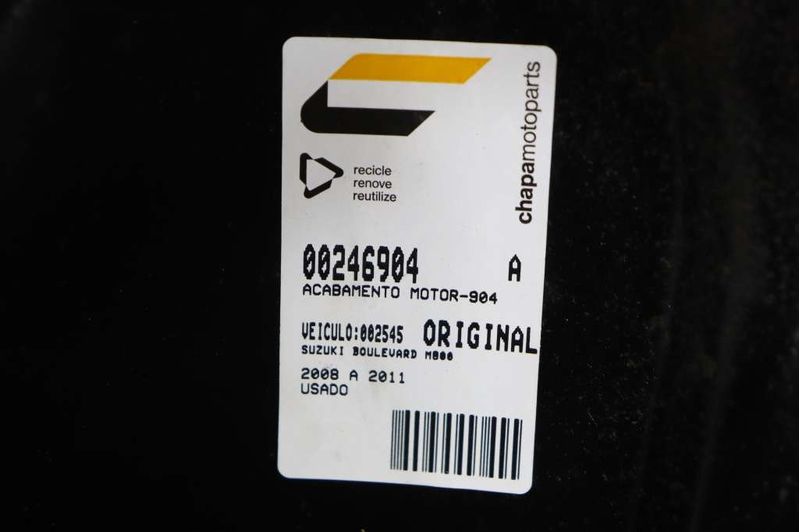 chapamotoparts
recicle
renove
reutilize
00246904 A
ACABAMENTO MOTOR-904
VEICULO:002545 ORIGINAL
SUZUKI BOULEVARD M800
2008 A 2011
USADO